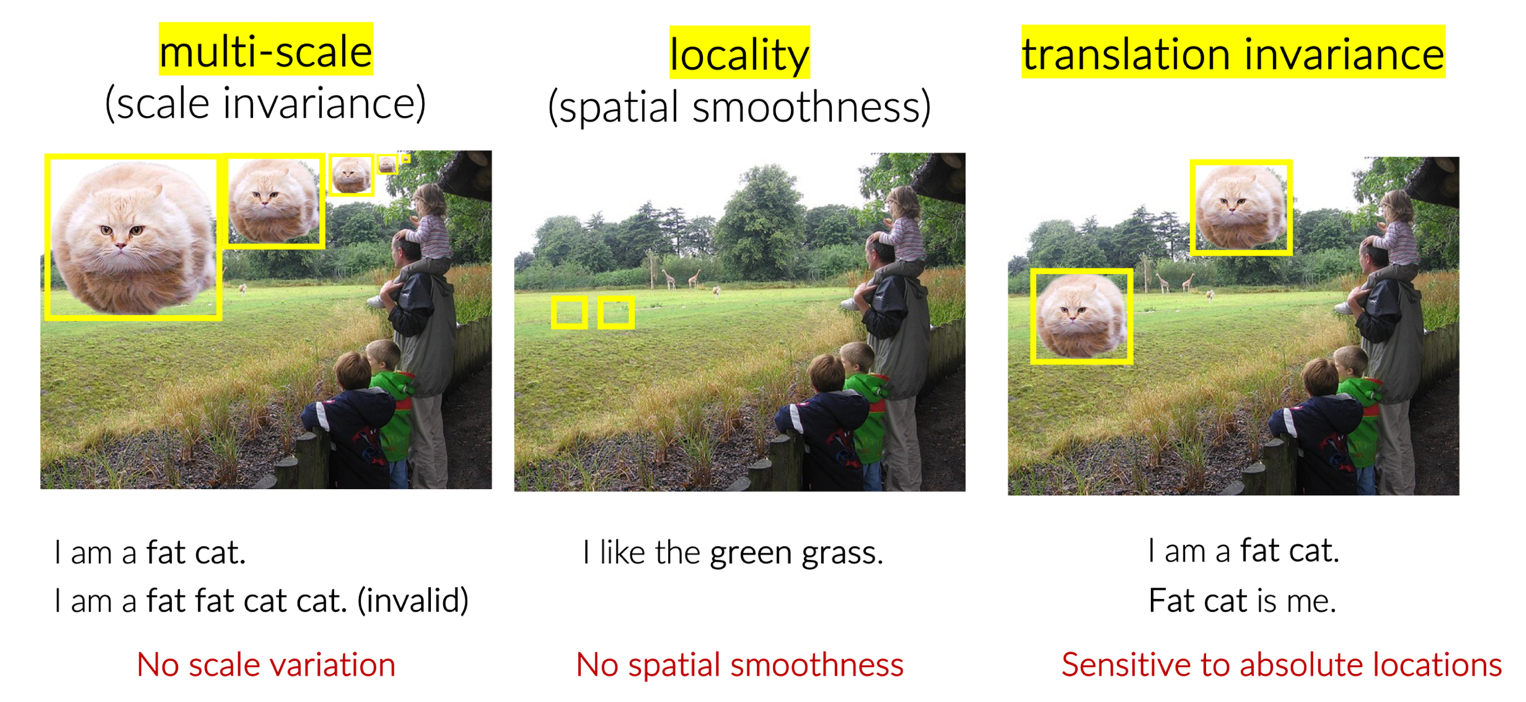 multi-scale
(scale invariance)
I am a fat cat.
I am a fat fat cat cat. (invalid)
No scale variation
locality
(spatial smoothness)
I like the green grass.
No spatial smoothness
translation invariance
I am a fat cat.
Fat cat is me.
Sensitive to absolute locations